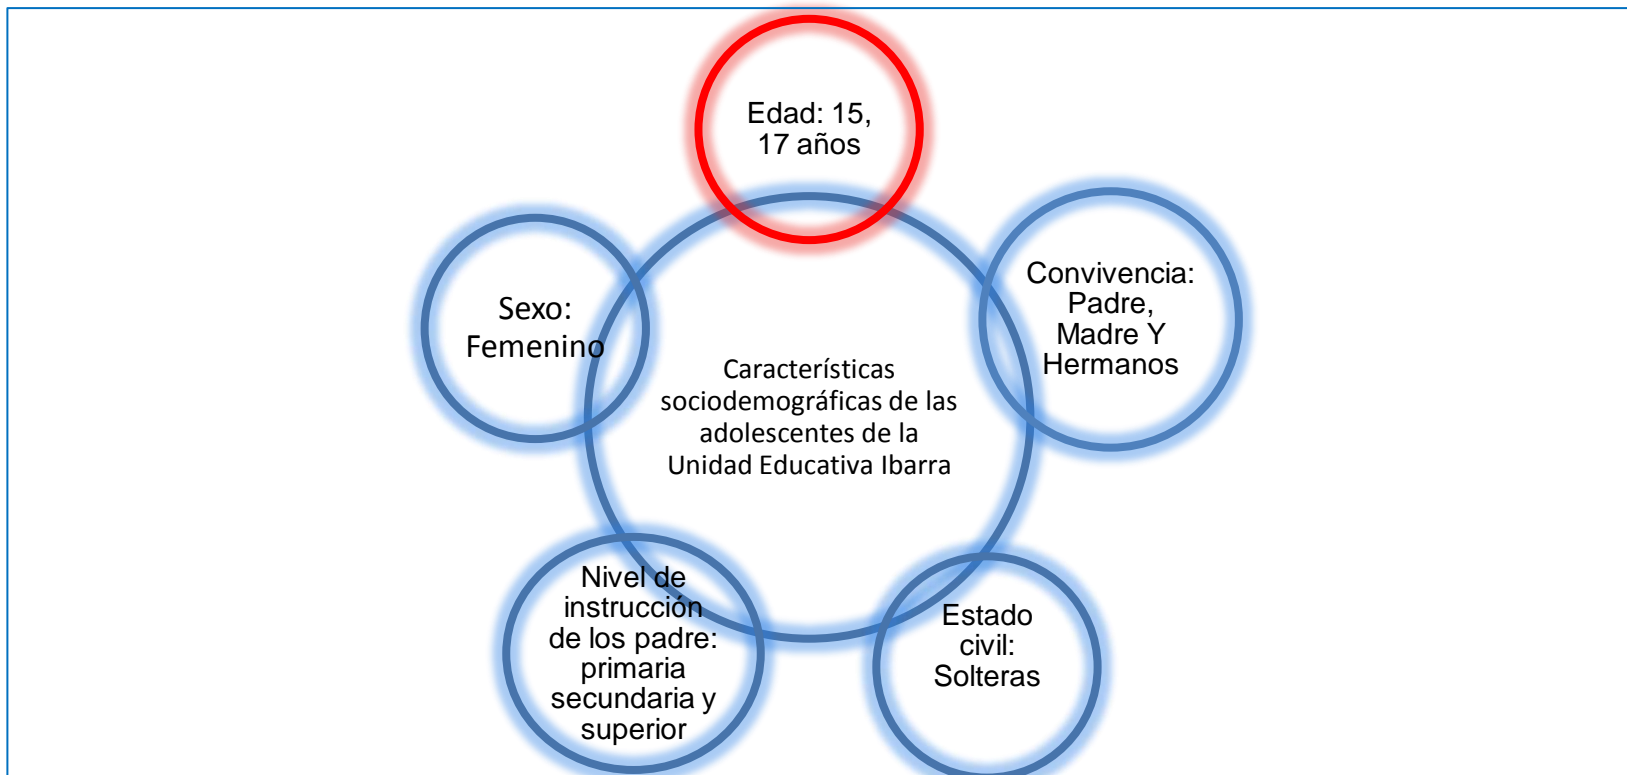 Edad: 15,
17 años
Convivencia:
Padre,
Madre Y
Hermanos
Sexo:
Femenino
Características
sociodemográficas de las
adolescentes de la
Unidad Educativa Ibarra
Nivel de
instrucción
de los padre:
primaria
secundaria y
superior
Estado
civil:
Solteras